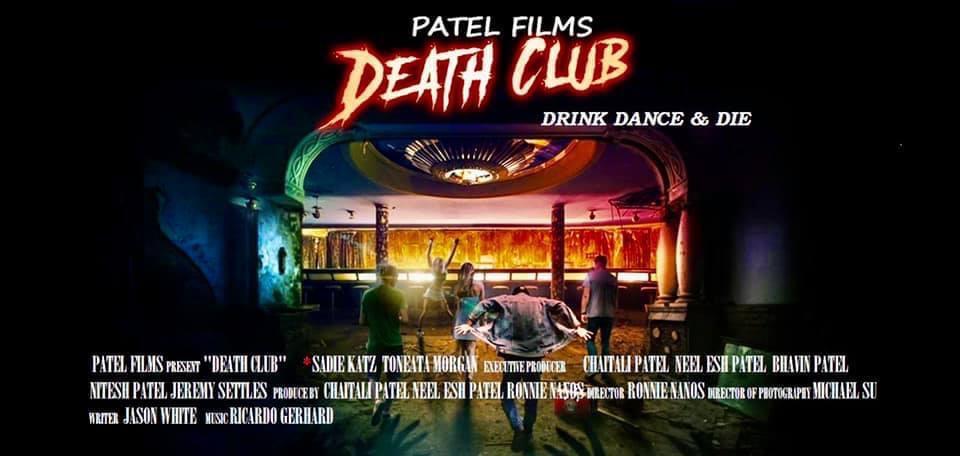 PATEL FILMS
DEATH CLUB
DRINK DANCE & DIE
PATEL FILMS PRESENT "DEATH CLUB" *SADIE KATZ TONEATA MORGAN EXECUTIVE PRODUCER CHAITALI PATEL NEEL ESH PATEL BHAVIN PATEL
NITESH PATEL JEREMY SETTLES PRODUCE BY CHAITALI PATEL NEEL ESH PATEL RONNIE NANOS DIRECTOR RONNIE NANOS DIRECTOR OF PHOTOGRAPHY MICHAEL SU
WRITER JASON WHITE MUSIC RICARDO GERHARD